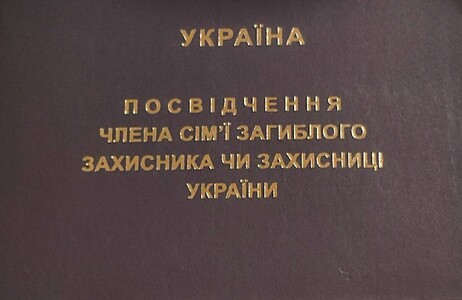 УКРАЇНА
ПОСВІДЧЕННЯ
ЧЛЕНА СІМ'Ї ЗАГИБЛОГО
ЗАХИСНИКА ЧИ ЗАХИСНИЦІ
УКРАЇНИ